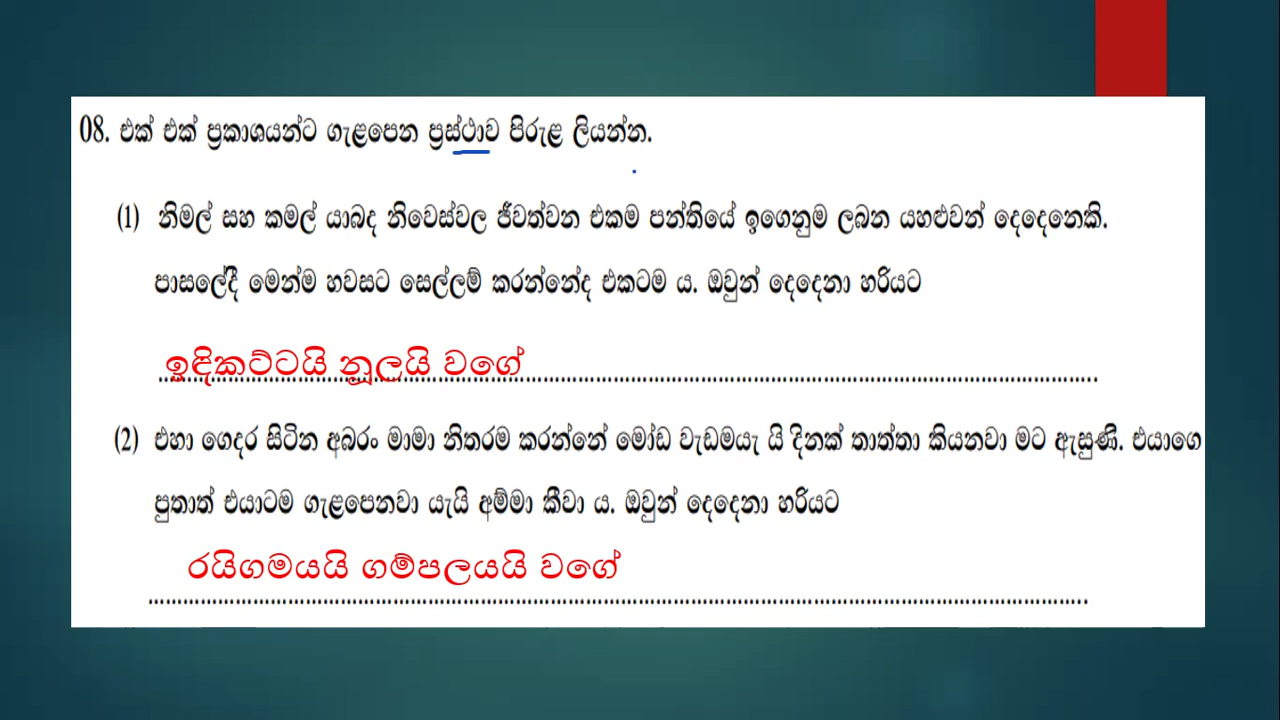 08. එක් එක් ප්‍රකාශයන්ට ගැළපෙන ප්‍රස්ථාව පිරුළ ලියන්න.
(1) නිමල් සහ කමල් යාබද නිවෙස්වල ජීවත්වන එකම පන්තියේ ඉගෙනුම ලබන යහළුවන් දෙදෙනෙකි.
පාසලේදී මෙන්ම හවසට සෙල්ලම් කරන්නේද එකටම ය. ඔවුන් දෙදෙනා හරියට
ඉඳිකට්ටයි නූලයි වගේ
(2) එහා ගෙදර සිටින අබරං මාමා නිතරම කරන්නේ මෝඩ වැඩමයැ යි දිනක් තාත්තා කියනවා මට ඇසුණි. එයාගෙ
පුතාත් එයාටම ගැළපෙනවා යැයි අම්මා කීවා ය. ඔවුන් දෙදෙනා හරියට
රයිගමයයි ගම්පලයයි වගේ